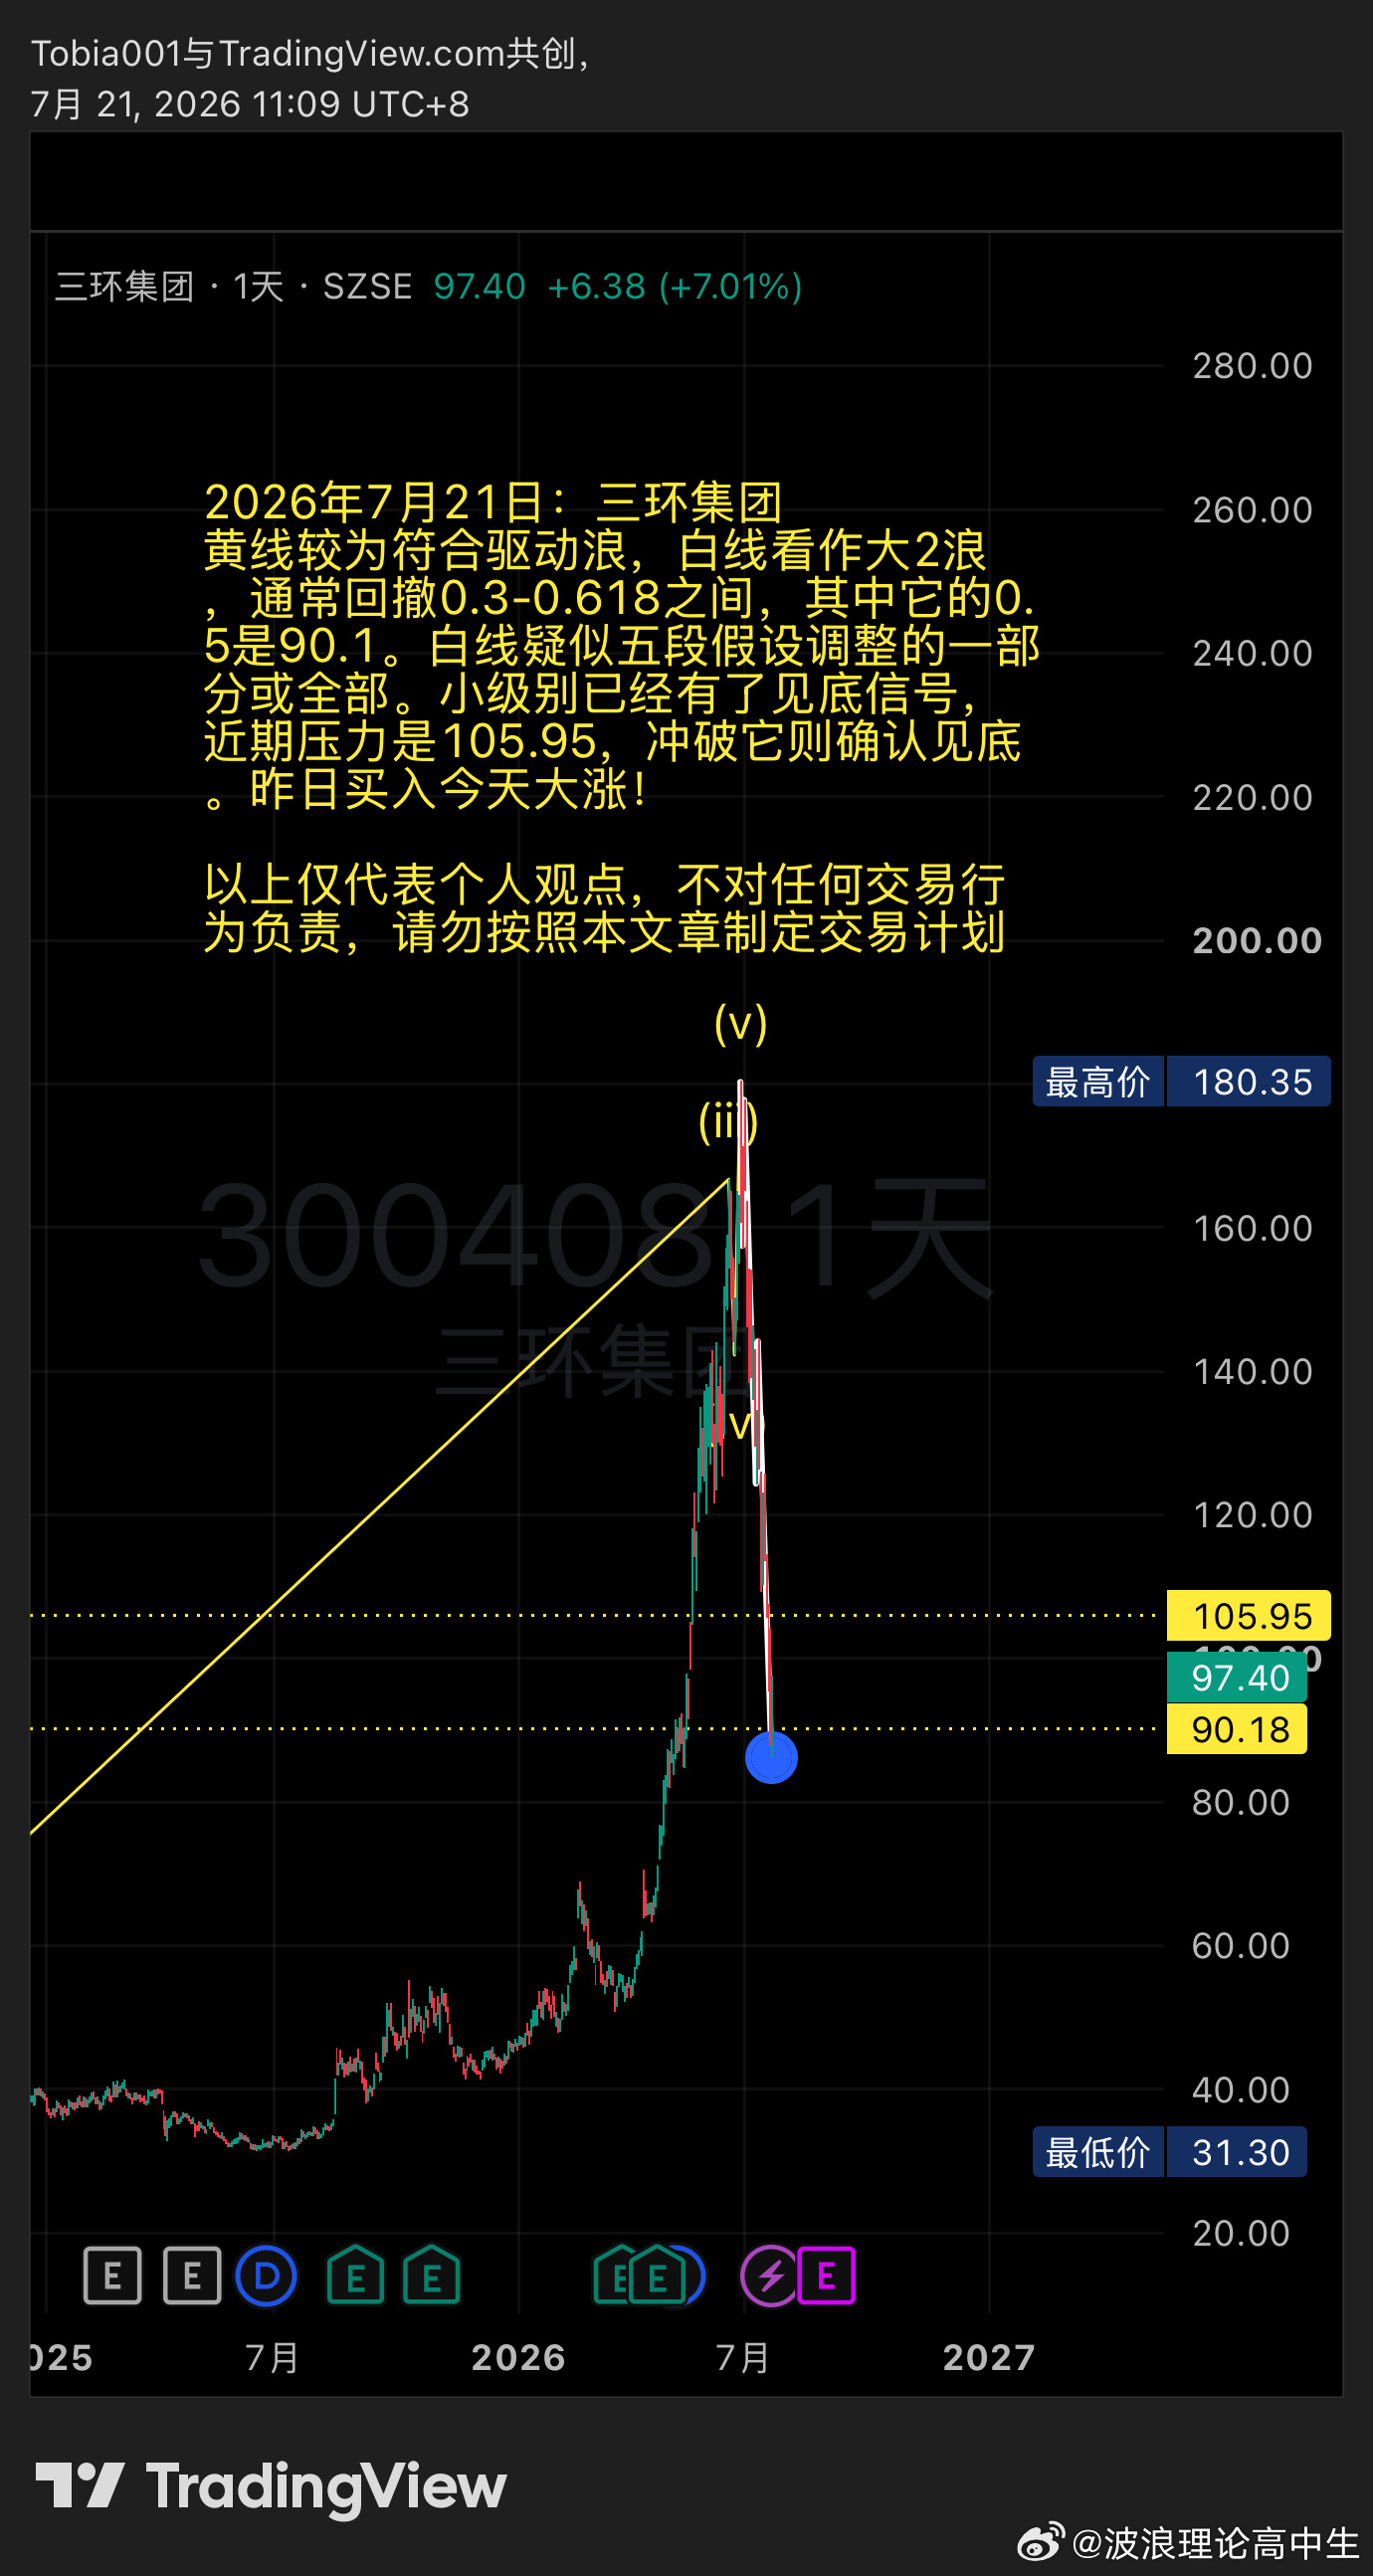 Tobia001与TradingView.com共创，
7月 21, 2026 11:09 UTC+8
三环集团 · 1天 · SZSE 97.40 +6.38 (+7.01%)
280.00
2026年7月21日：三环集团
260.00
黄线较为符合驱动浪，白线看作大2浪
，通常回撤0.3-0.618之间，其中它的0.
5是90.1。白线疑似五段假设调整的一部
240.00
分或全部。小级别已经有了见底信号，
近期压力是105.95，冲破它则确认见底
。昨日买入今天大涨！
220.00
以上仅代表个人观点，不对任何交易行
为负责，请勿按照本文章制定交易计划
200.00
(v)
最高价 180.35
(iii)
300408 1天
160.00
三环集团
140.00
v
120.00
105.95
97.40
90.18
80.00
60.00
40.00
最低价 31.30
20.00
E E D E E E E E
025 7月 2026 7月 2027
TradingView
@波浪理论高中生